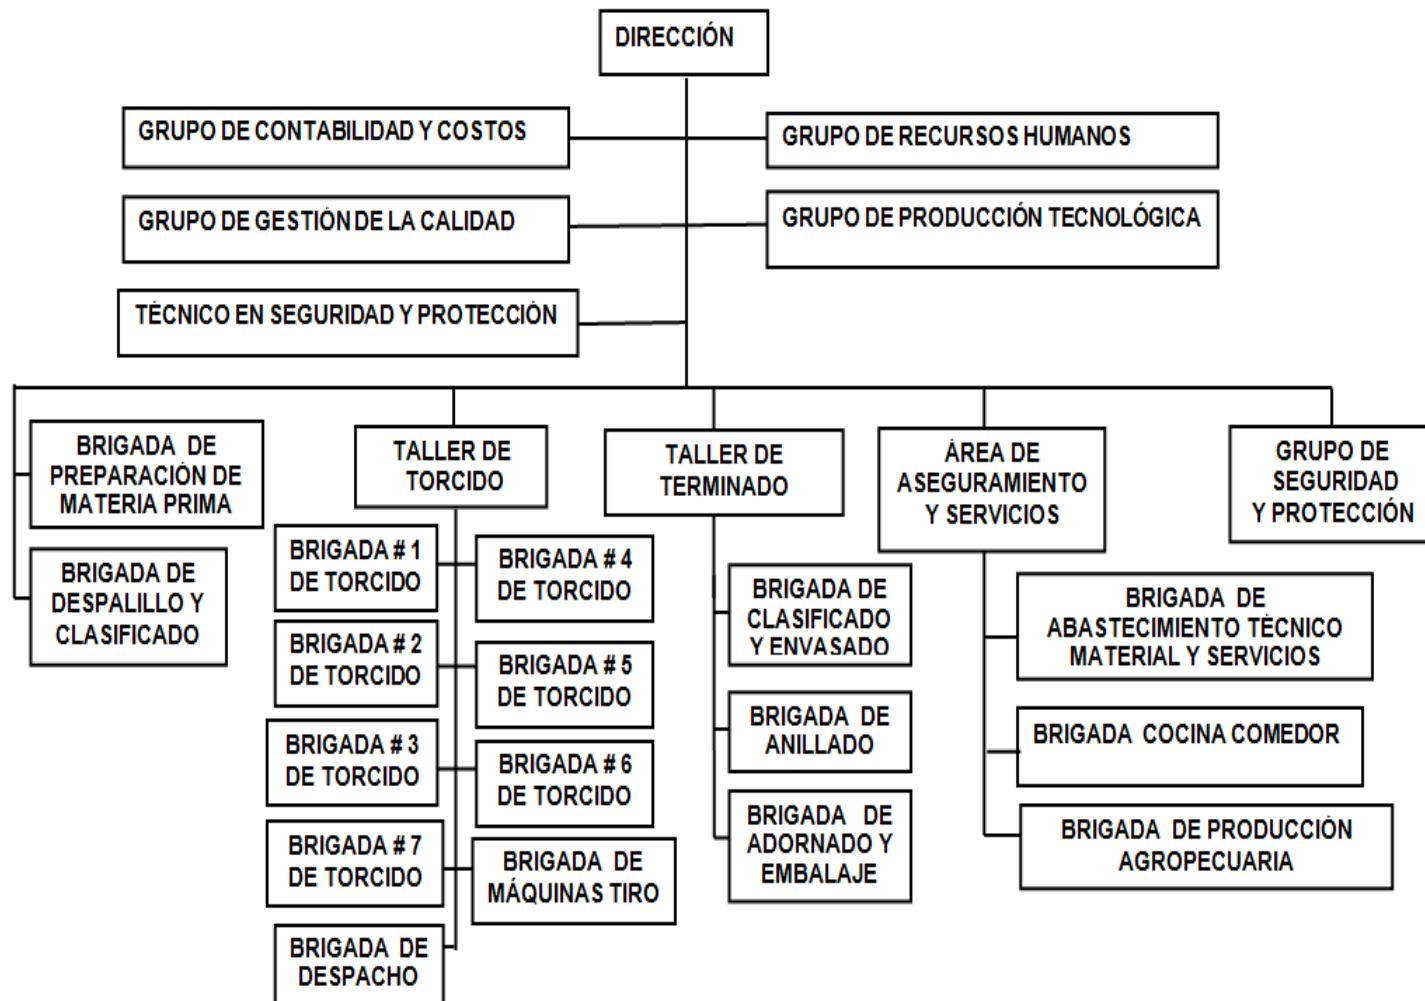 DIRECCIÓN
GRUPO DE CONTABILIDAD Y COSTOS
GRUPO DE RECURSOS HUMANOS
GRUPO DE GESTIÓN DE LA CALIDAD
GRUPO DE PRODUCCIÓN TECNOLÓGICA
TÉCNICO EN SEGURIDAD Y PROTECCIÓN
BRIGADA DE
PREPARACIÓN DE
MATERIA PRIMA
BRIGADA DE
DESPALILLO Y
CLASIFICADO
TALLER DE
TORCIDO
BRIGADA # 1
DE TORCIDO
BRIGADA # 4
DE TORCIDO
BRIGADA # 2
DE TORCIDO
BRIGADA # 5
DE TORCIDO
BRIGADA # 3
DE TORCIDO
BRIGADA # 6
DE TORCIDO
BRIGADA # 7
DE TORCIDO
BRIGADA DE
MÁQUINAS TIRO
BRIGADA DE
DESPACHO
TALLER DE
TERMINADO
BRIGADA DE
CLASIFICADO
Y ENVASADO
BRIGADA DE
ANILLADO
BRIGADA DE
ADORNADO Y
EMBALAJE
ÁREA DE
ASEGURAMIENTO
Y SERVICIOS
BRIGADA DE
ABASTECIMIENTO TÉCNICO
MATERIAL Y SERVICIOS
BRIGADA COCINA COMEDOR
BRIGADA DE PRODUCCIÓN
AGROPECUARIA
GRUPO DE
SEGURIDAD
Y PROTECCIÓN